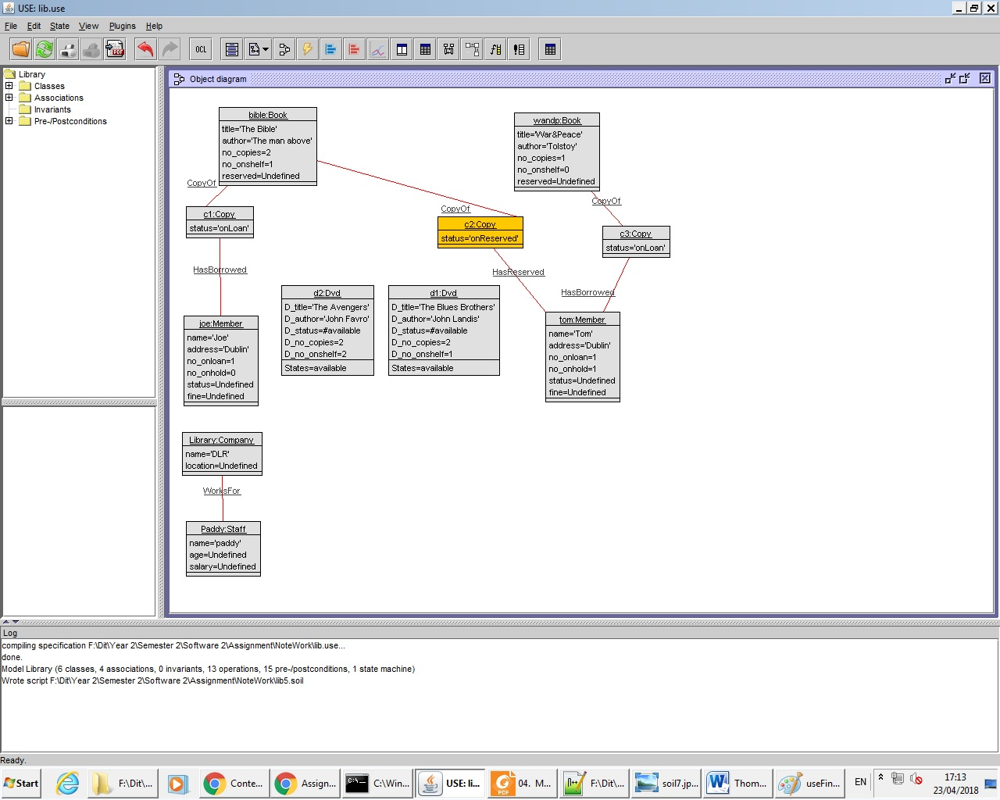 USE: lib.use
File Edit State View Plugins Help
OCL
Library
Classes
Associations
Invariants
Pre-/Postconditions
Object diagram
bible:Book
title='The Bible'
author='The man above'
no_copies=2
no_onshelf=1
reserved=Undefined
wandp:Book
title='War&Peace'
author='Tolstoy'
no_copies=1
no_onshelf=0
reserved=Undefined
CopyOf
CopyOf
CopyOf
c1:Copy
status='onLoan'
c2:Copy
status='onReserved'
c3:Copy
status='onLoan'
HasBorrowed
HasReserved
HasBorrowed
d2:Dvd
D_title='The Avengers'
D_author='John Favro'
D_status=#available
D_no_copies=2
D_no_onshelf=2
States=available
d1:Dvd
D_title='The Blues Brothers'
D_author='John Landis'
D_status=#available
D_no_copies=2
D_no_onshelf=1
States=available
joe:Member
name='Joe'
address='Dublin'
no_onloan=1
no_onhold=0
status=Undefined
fine=Undefined
tom:Member
name='Tom'
address='Dublin'
no_onloan=1
no_onhold=1
status=Undefined
fine=Undefined
Library:Company
name='DLR'
location=Undefined
WorksFor
Paddy:Staff
name='paddy'
age=Undefined
salary=Undefined
Log
compiling specification F:\Dit\Year 2\Semester 2\Software 2\Assignment\NoteWork\lib.use...
done.
Model Library (6 classes, 4 associations, 0 invariants, 13 operations, 15 pre-/postconditions, 1 state machine)
Wrote script F:\Dit\Year 2\Semester 2\Software 2\Assignment\NoteWork\lib5.soil
Ready.
Start F:\Dit\... Conte... Assign... C:\Win... USE: li... 04. M... F:\Dit\... soil7.jp... Thom... useFin... EN 17:13
23/04/2018